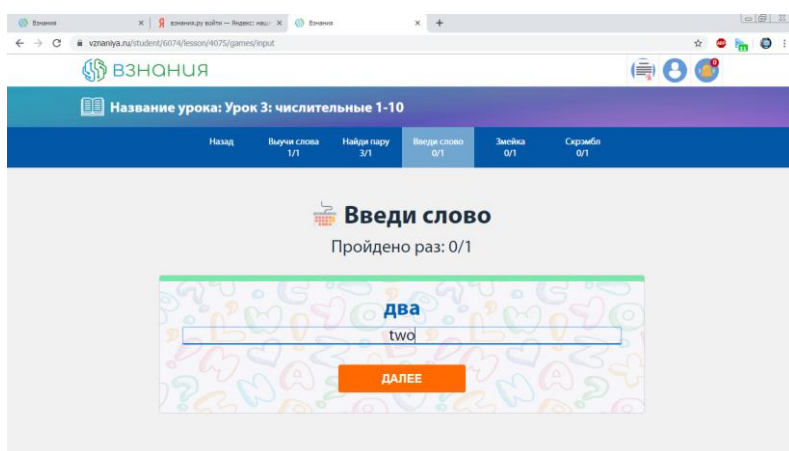 Взнания
взнания.ру войти — Яндекс: наш
Взнания
vznaniya.ru/student/6074/lesson/4075/games/input
ВЗНАНИЯ
0
Название урока: Урок 3: числительные 1-10
Назад
Выучи слова
1/1
Найди пару
3/1
Введи слово
0/1
Змейка
0/1
Скрэмбл
0/1
Введи слово
Пройдено раз: 0/1
два
two
ДАЛЕЕ